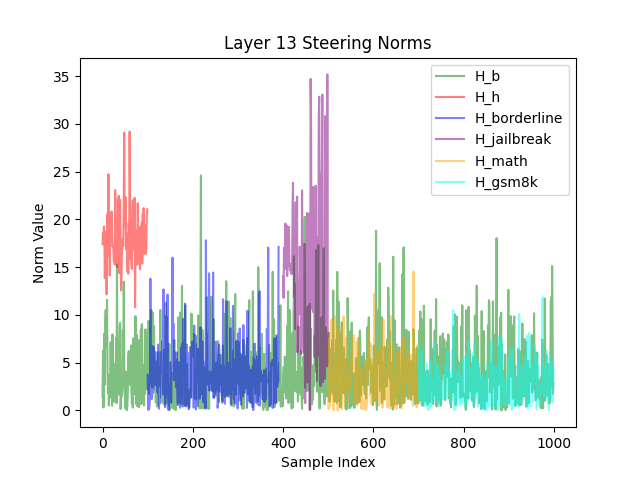 Layer 13 Steering Norms
Norm Value
35
30
25
20
15
10
5
0
H_b
H_h
H_borderline
H_jailbreak
H_math
H_gsm8k
0
200
400
600
800
1000
Sample Index